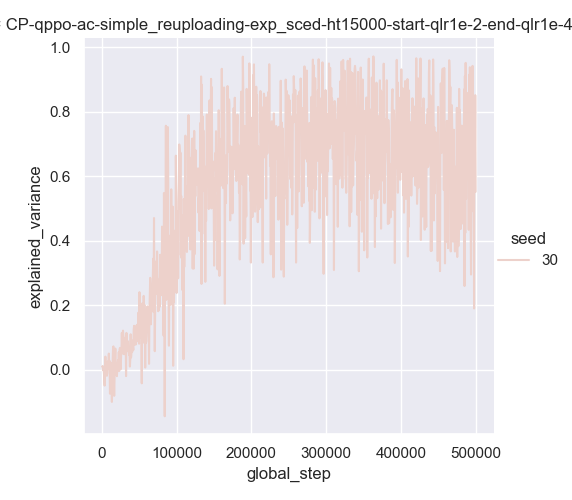 CP-qppo-ac-simple_reuploading-exp_sced-ht15000-start-qlr1e-2-end-qlr1e-4
1.0
0.8
0.6
0.4
0.2
0.0
explained_variance
0 100000 200000 300000 400000 500000
global_step
seed
30